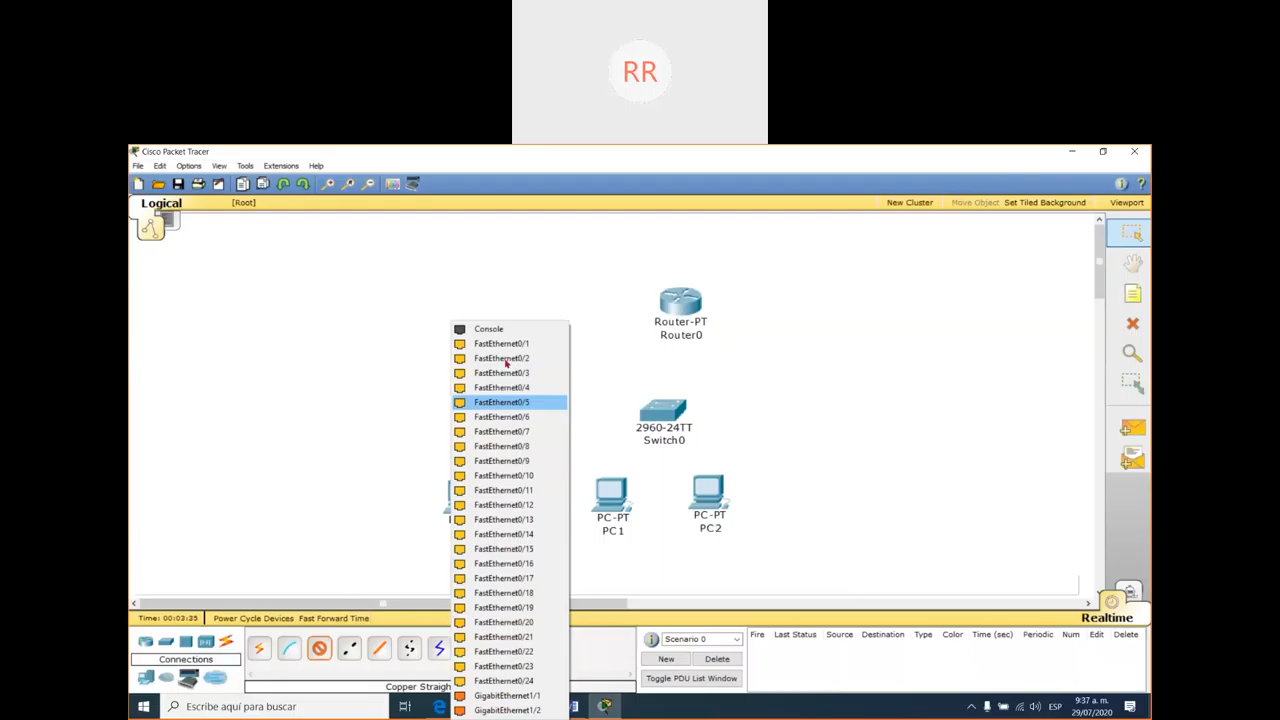 RR
Cisco Packet Tracer
File Edit Options View Tools Extensions Help
Logical [Root] New Cluster Move Object Set Tiled Background Viewport
Router-PT
Router0
Console
FastEthernet0/1
FastEthernet0/2
FastEthernet0/3
FastEthernet0/4
FastEthernet0/5
FastEthernet0/6
FastEthernet0/7
FastEthernet0/8
FastEthernet0/9
FastEthernet0/10
FastEthernet0/11
FastEthernet0/12
FastEthernet0/13
FastEthernet0/14
FastEthernet0/15
FastEthernet0/16
FastEthernet0/17
FastEthernet0/18
FastEthernet0/19
FastEthernet0/20
FastEthernet0/21
FastEthernet0/22
FastEthernet0/23
FastEthernet0/24
GigabitEthernet1/1
GigabitEthernet1/2
2960-24TT
Switch0
PC-PT
PC1
PC-PT
PC2
Time: 00:03:35 Power Cycle Devices Fast Forward Time Realtime
Connections
Copper Straigh
Scenario 0
New Delete
Toggle PDU List Window
Fire Last Status Source Destination Type Color Time (sec) Periodic Num Edit Delete
Escribe aquí para buscar
ESP
9:37 a. m.
29/07/2020